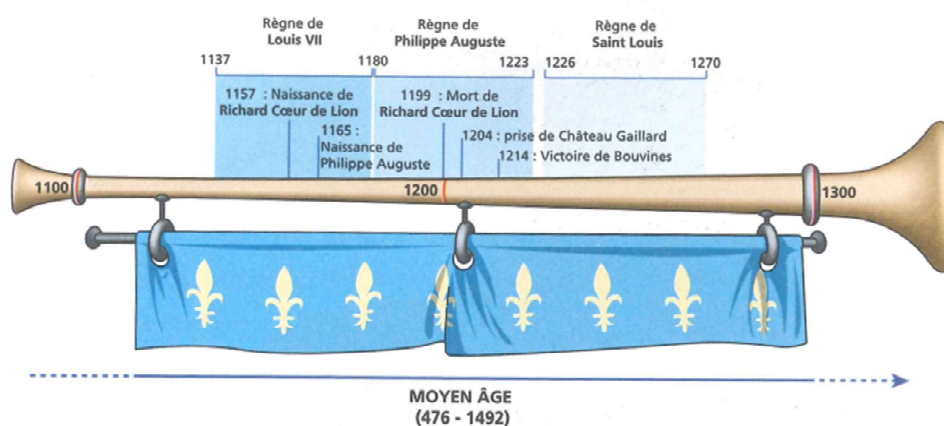 Règne de
Louis VII
Règne de
Philippe Auguste
Règne de
Saint Louis
1137
1180
1223
1226
1270
1157 : Naissance de
Richard Cœur de Lion
1199 : Mort de
Richard Cœur de Lion
1165 :
Naissance de
Philippe Auguste
1204 : prise de Château Gaillard
1214 : Victoire de Bouvines
1100
1200
1300
MOYEN ÂGE
(476 - 1492)